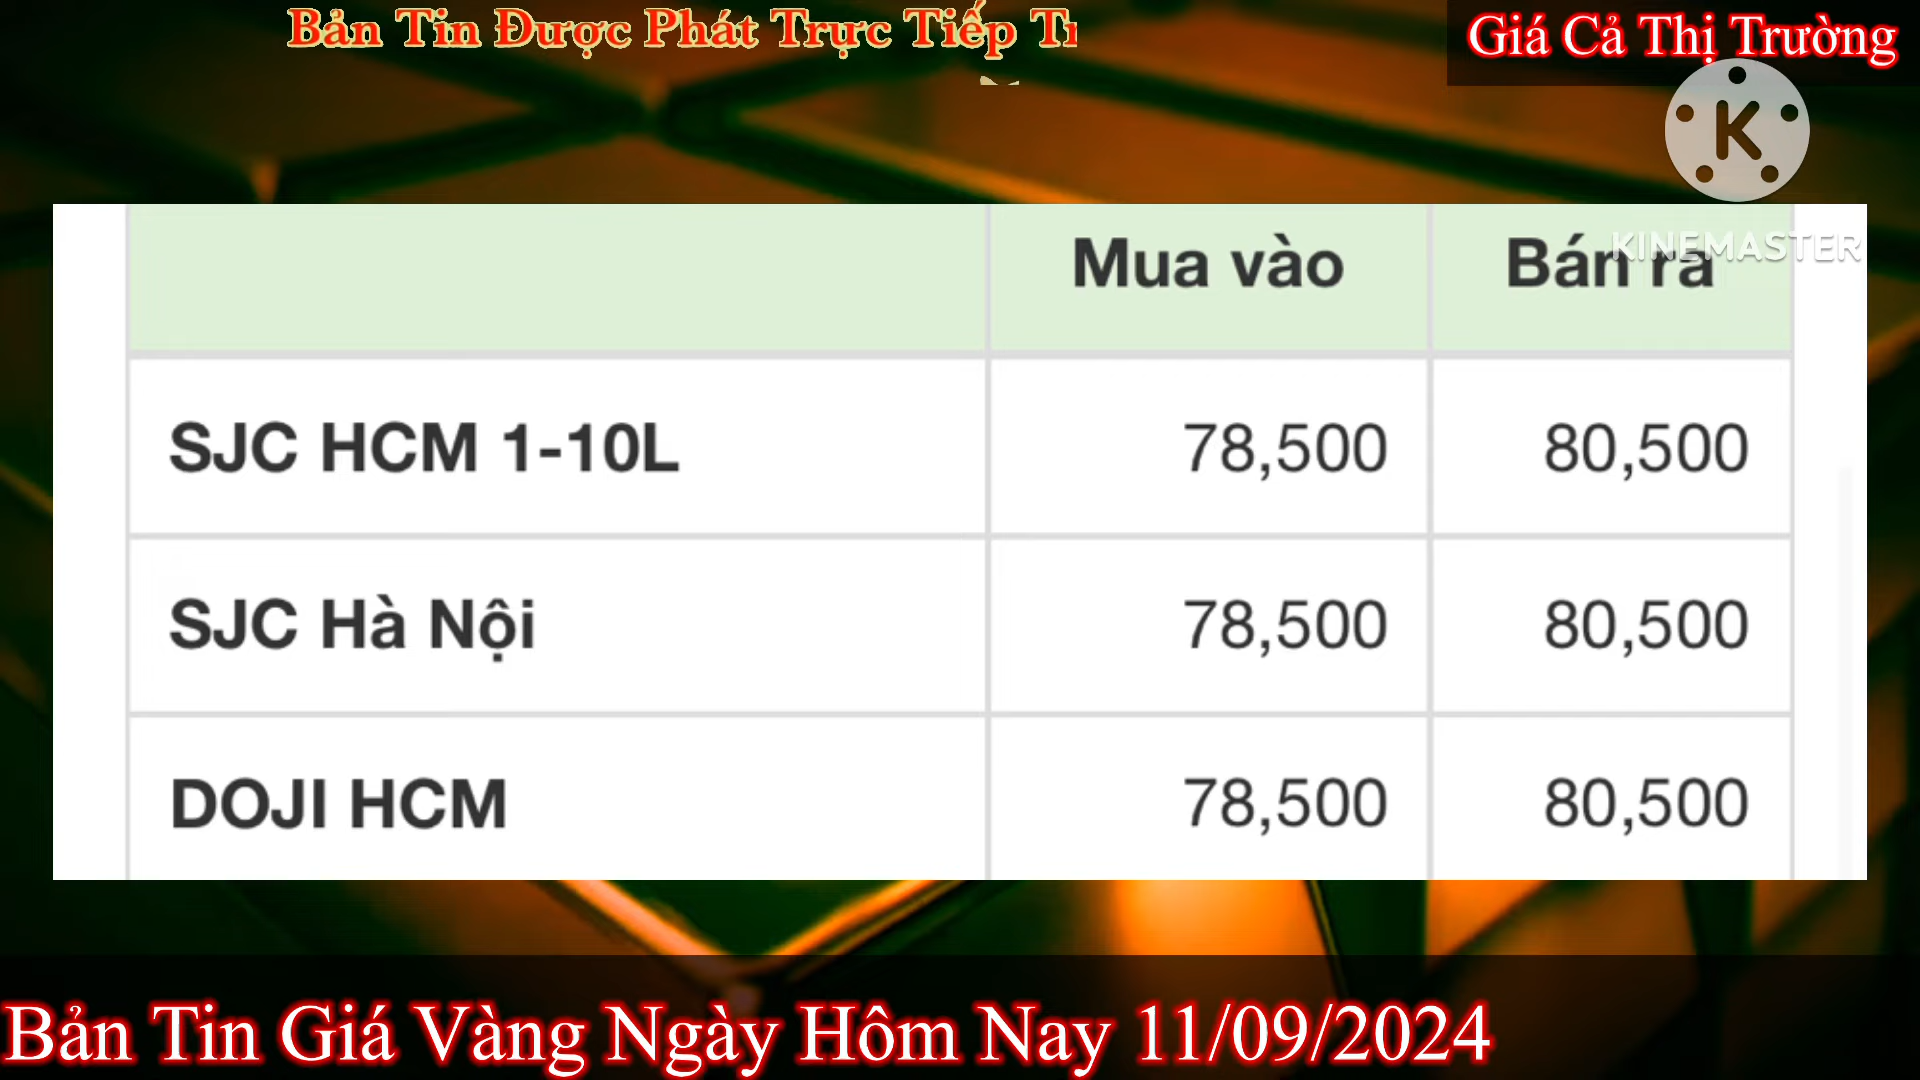 Bản Tin Được Phát Trực Tiếp
Giá Cả Thị Trường
K
KINEMASTER
Mua vào Bán ra
SJC HCM 1-10L 78,500 80,500
SJC Hà Nội 78,500 80,500
DOJI HCM 78,500 80,500
Bản Tin Giá Vàng Ngày Hôm Nay 11/09/2024